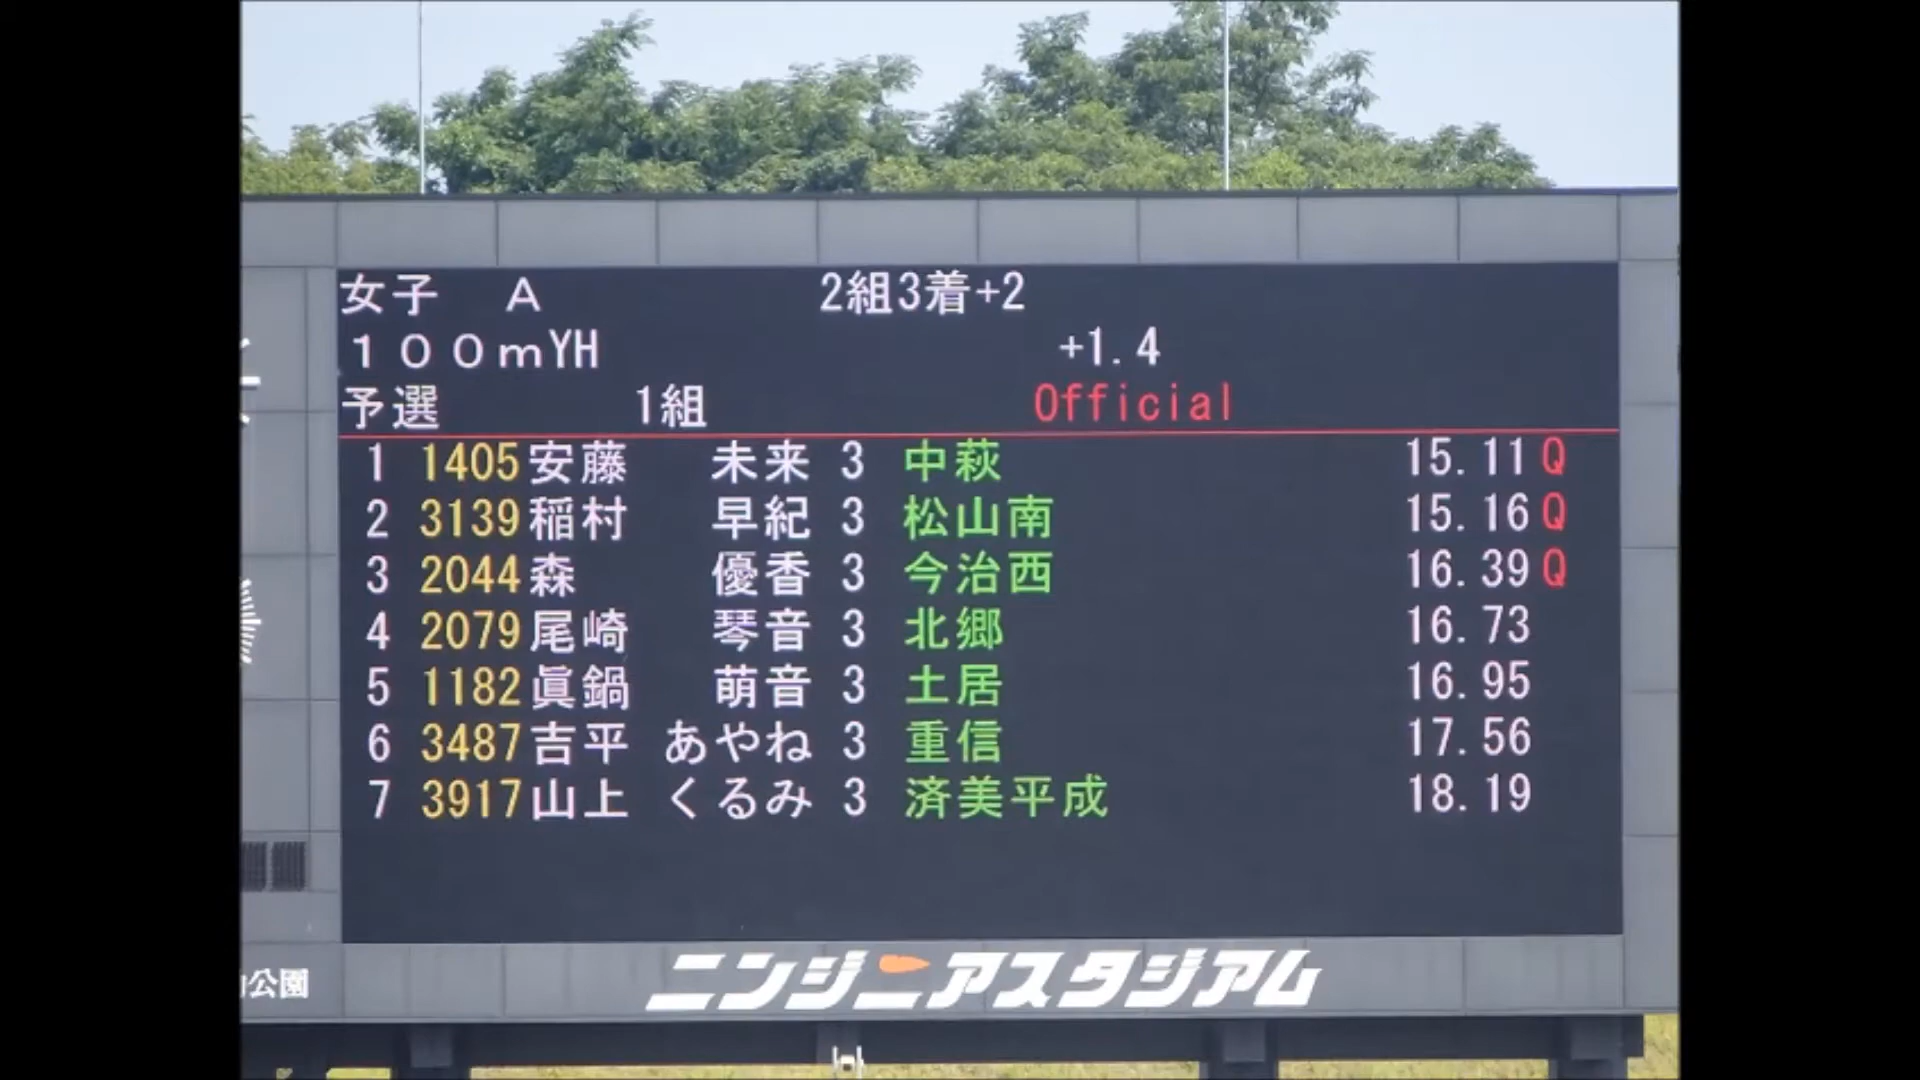 女子 A 2組3着+2
100mYH +1.4
予選 1組 Official
1 1405 安藤 未来 3 中萩 15.11 Q
2 3139 稲村 早紀 3 松山南 15.16 Q
3 2044 森 優香 3 今治西 16.39 Q
4 2079 尾崎 琴音 3 北郷 16.73
5 1182 眞鍋 萌音 3 土居 16.95
6 3487 吉平 あやね 3 重信 17.56
7 3917 山上 くるみ 3 済美平成 18.19
公園
ニンジニアスタジアム